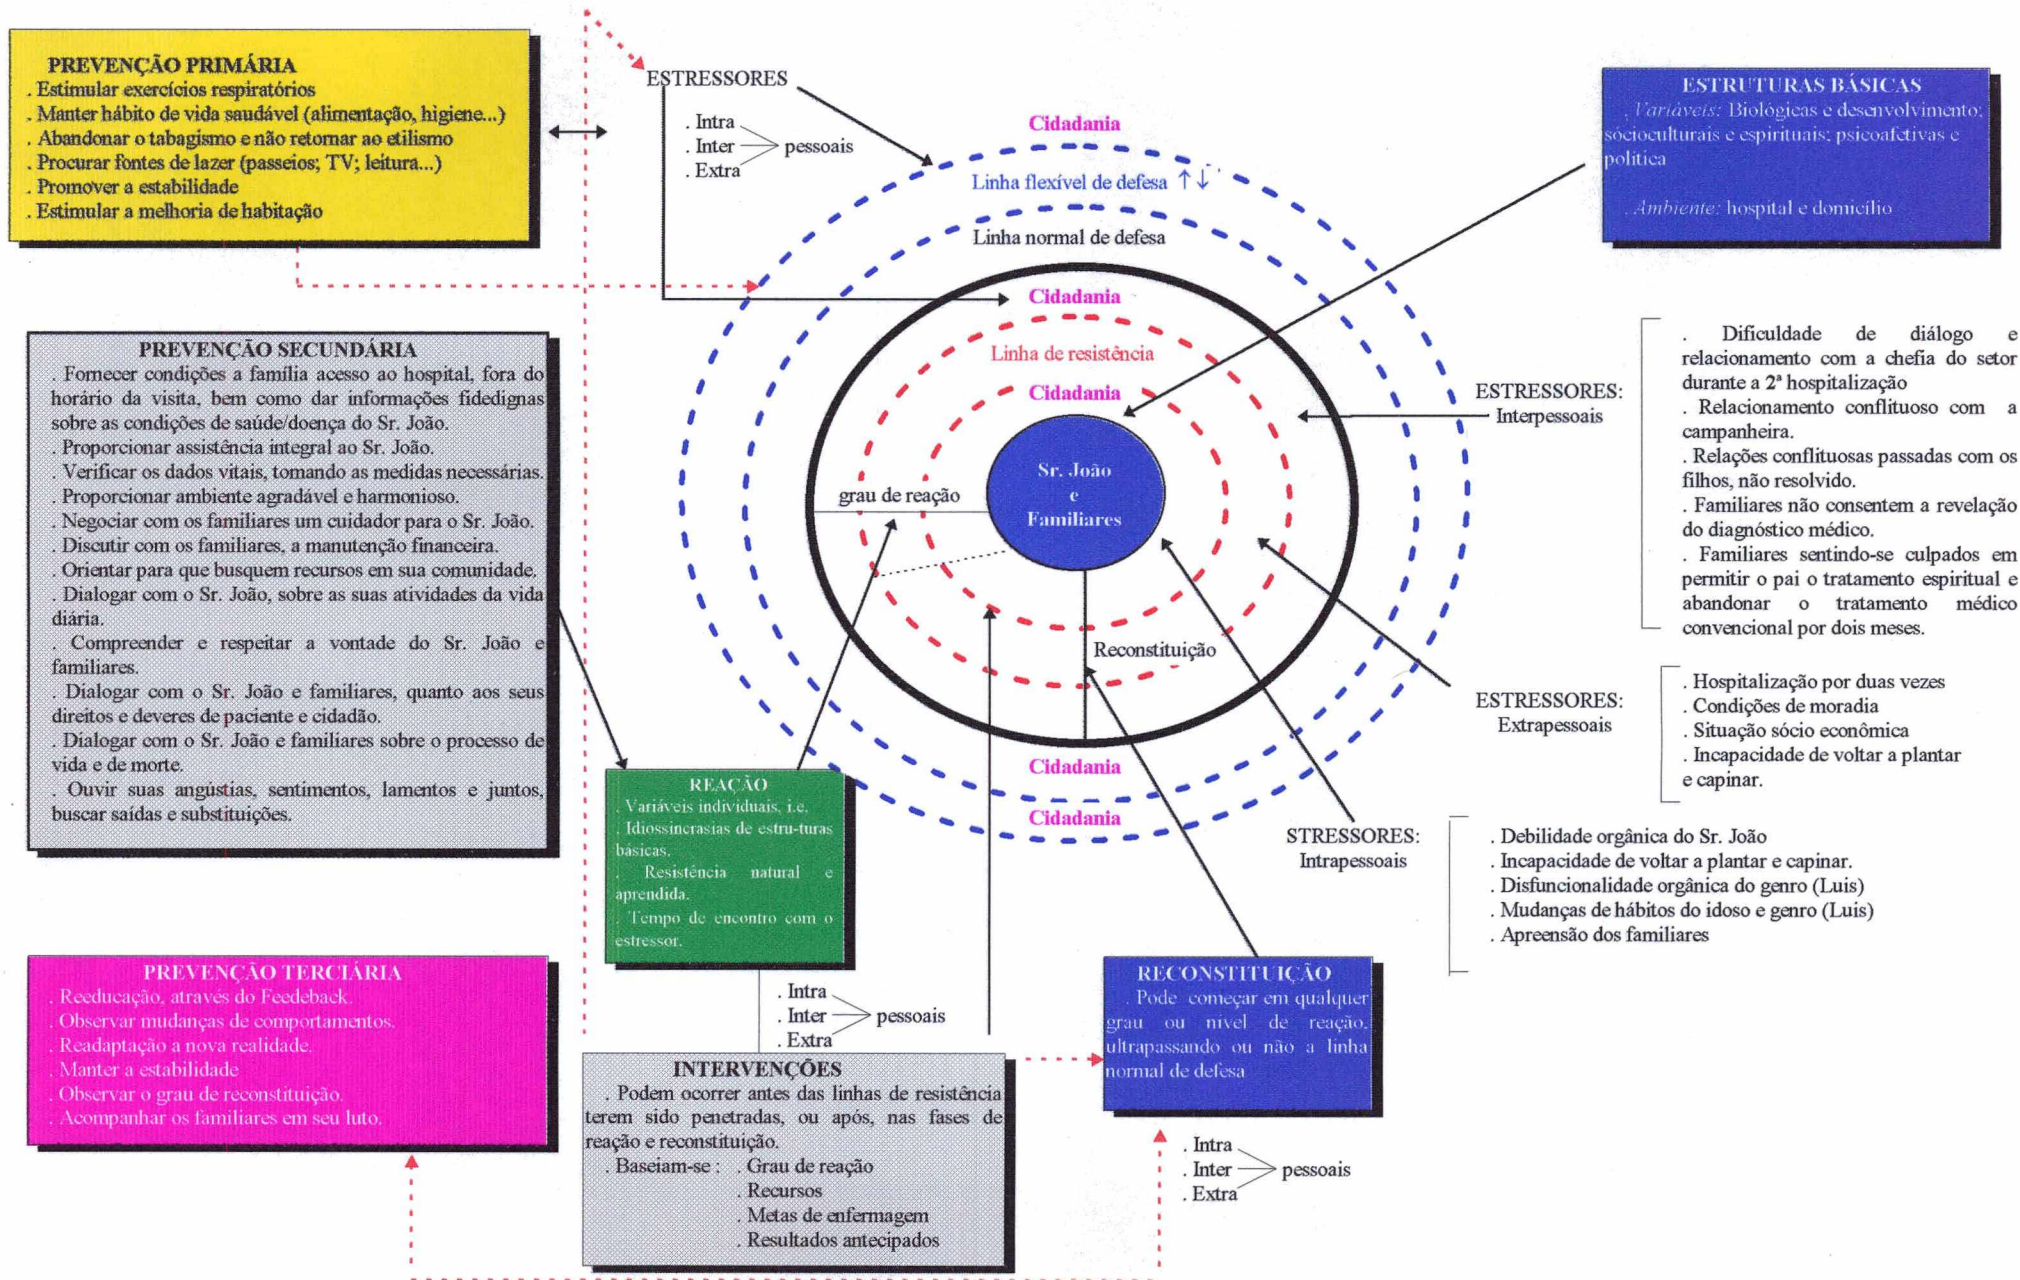 PREVENÇÃO PRIMÁRIA
. Estimular exercícios respiratórios
. Manter hábito de vida saudável (alimentação, higiene...)
. Abandonar o tabagismo e não retornar ao etilismo
. Procurar fontes de lazer (passeios; TV; leitura...)
. Promover a estabilidade
. Estimular a melhoria de habitação
ESTRESSORES
. Intra
. Inter
. Extra
pessoais
Cidadania
Linha flexível de defesa ↑↓
Linha normal de defesa
Cidadania
Linha de resistência
Cidadania
Sr. João
e
Familiares
grau de reação
Reconstituição
Cidadania
Cidadania
ESTRUTURAS BÁSICAS
. Variáveis: Biológicas e desenvolvimento;
sócioculturais e espirituais; psicoafetivas e
política
. Ambiente: hospital e domicílio
PREVENÇÃO SECUNDÁRIA
. Fornecer condições a família acesso ao hospital, fora do
horário da visita, bem como dar informações fidedignas
sobre as condições de saúde/doença do Sr. João.
. Proporcionar assistência integral ao Sr. João.
. Verificar os dados vitais, tomando as medidas necessárias.
. Proporcionar ambiente agradável e harmonioso.
. Negociar com os familiares um cuidador para o Sr. João.
. Discutir com os familiares, a manutenção financeira.
. Orientar para que busquem recursos em sua comunidade.
. Dialogar com o Sr. João, sobre as suas atividades da vida
diária.
. Compreender e respeitar a vontade do Sr. João e
familiares.
. Dialogar com o Sr. João e familiares, quanto aos seus
direitos e deveres de paciente e cidadão.
. Dialogar com o Sr. João e familiares sobre o processo de
vida e de morte.
. Ouvir suas angústias, sentimentos, lamentos e juntos,
buscar saídas e substituições.
ESTRESSORES:
Interpessoais
. Dificuldade de diálogo e
relacionamento com a chefia do setor
durante a 2ª hospitalização
. Relacionamento conflituoso com a
campanheira.
. Relações conflituosas passadas com os
filhos, não resolvido.
. Familiares não consentem a revelação
do diagnóstico médico.
. Familiares sentindo-se culpados em
permitir o pai o tratamento espiritual e
abandonar o tratamento médico
convencional por dois meses.
ESTRESSORES:
Extrapessoais
. Hospitalização por duas vezes
. Condições de moradia
. Situação sócio econômica
. Incapacidade de voltar a plantar
e capinar.
STRESSORES:
Intrapessoais
. Debilidade orgânica do Sr. João
. Incapacidade de voltar a plantar e capinar.
. Disfuncionalidade orgânica do genro (Luis)
. Mudanças de hábitos do idoso e genro (Luis)
. Apreensão dos familiares
REAÇÃO
. Variáveis individuais, i.e.
. Idiossincrasias de estru-turas
básicas.
. Resistência natural e
aprendida.
. Tempo de encontro com o
estressor.
. Intra
. Inter
. Extra
pessoais
PREVENÇÃO TERCIÁRIA
. Reeducação, através do Feedeback.
. Observar mudanças de comportamentos.
. Readaptação a nova realidade.
. Manter a estabilidade
. Observar o grau de reconstituição.
. Acompanhar os familiares em seu luto.
INTERVENÇÕES
. Podem ocorrer antes das linhas de resistência
terem sido penetradas, ou após, nas fases de
reação e reconstituição.
. Baseiam-se : . Grau de reação
. Recursos
. Metas de enfermagem
. Resultados antecipados
RECONSTITUIÇÃO
. Pode começar em qualquer
grau ou nível de reação,
ultrapassando ou não a linha
normal de defesa
. Intra
. Inter
. Extra
pessoais